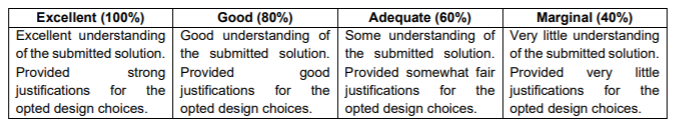 Excellent (100%)
Excellent understanding
of the submitted solution.
Provided strong
justifications for the
opted design choices.
Good (80%)
Good understanding of
the submitted solution.
Provided good
justifications for the
opted design choices.
Adequate (60%)
Some understanding of
the submitted solution.
Provided somewhat fair
justifications for the
opted design choices.
Marginal (40%)
Very little understanding
of the submitted solution.
Provided very little
justifications for the
opted design choices.